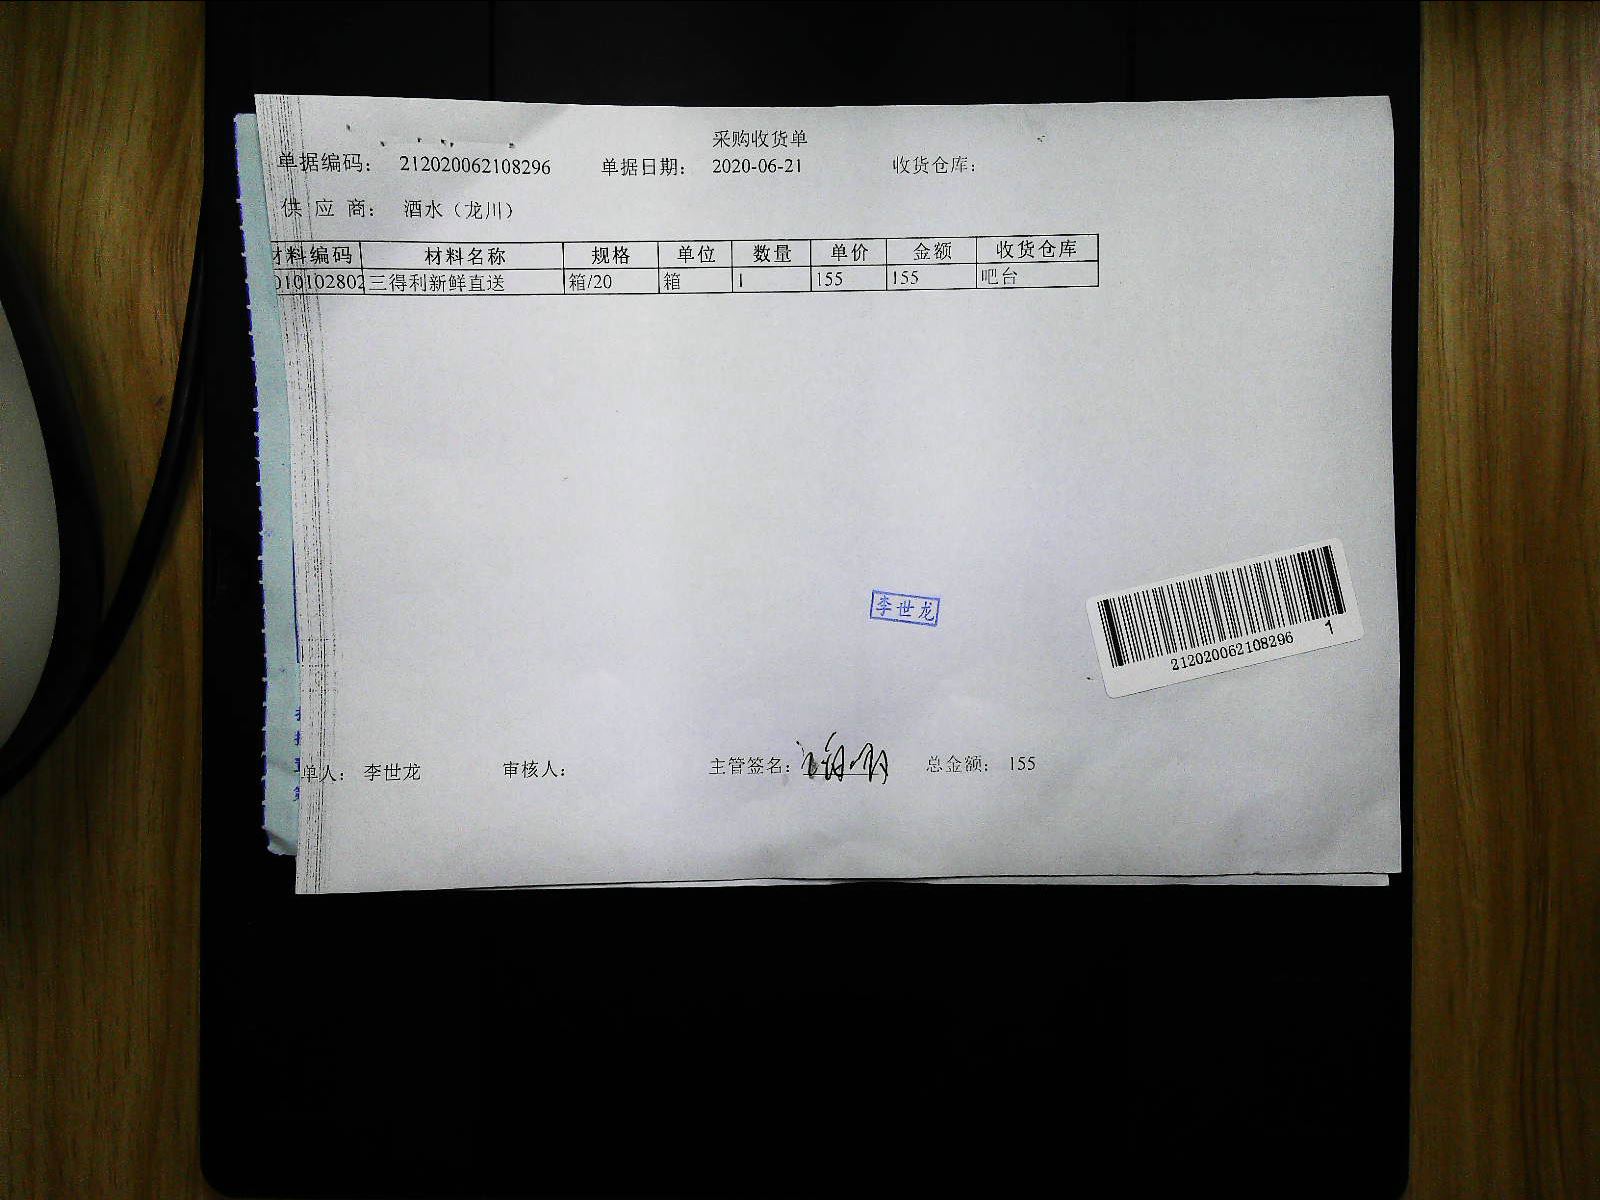 采购收货单
单据编码: 212020062108296 单据日期: 2020-06-21 收货仓库:
供 应 商: 酒水（龙川）
材料编码 材料名称 规格 单位 数量 单价 金额 收货仓库
010102802 三得利新鲜直送 箱/20 箱 1 155 155 吧台
李世龙
212020062108296 1
单人: 李世龙 审核人: 主管签名: 总金额: 155